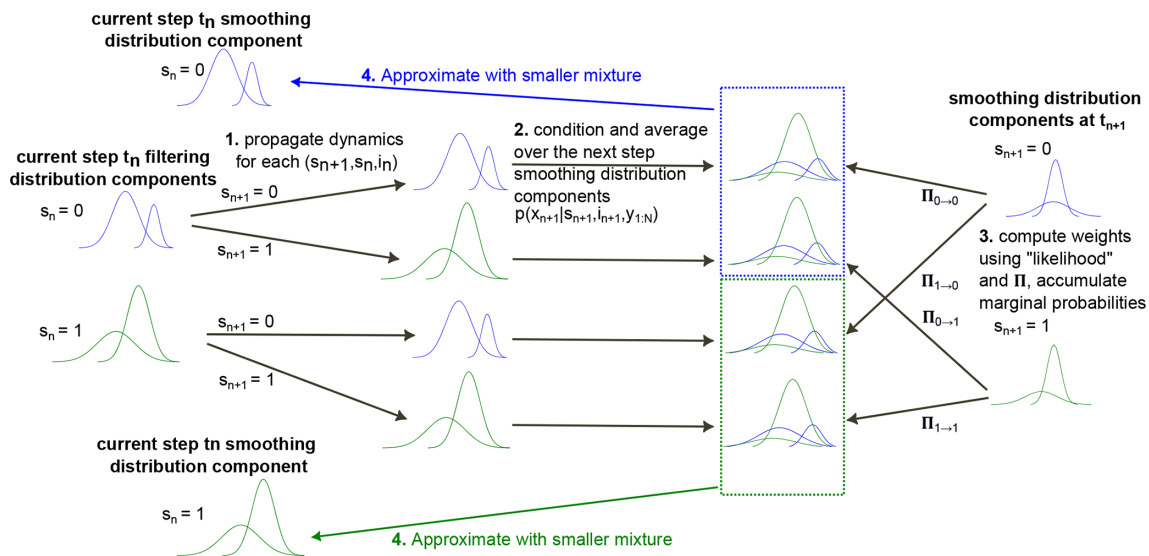 current step tn smoothing
distribution component
sn = 0
4. Approximate with smaller mixture
smoothing distribution
components at tn+1
sn+1 = 0
current step tn filtering
distribution components
sn = 0
1. propagate dynamics
for each (sn+1,sn,in)
sn+1 = 0
sn+1 = 1
2. condition and average
over the next step
smoothing distribution
components
p(xn+1|sn+1,in+1,y1:N)
Π0→0
3. compute weights
using "likelihood"
and Π, accumulate
marginal probabilities
Π1→0
Π0→1
sn+1 = 1
sn = 1
sn+1 = 0
sn+1 = 1
Π1→1
current step tn smoothing
distribution component
sn = 1
4. Approximate with smaller mixture